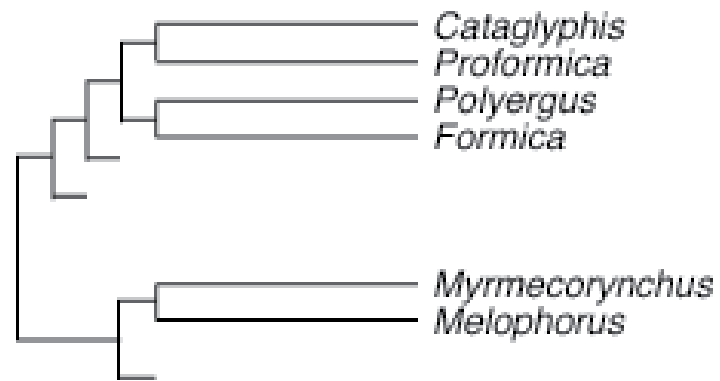 Cataglyphis
Proformica
Polyergus
Formica
Myrmecorynchus
Melophorus